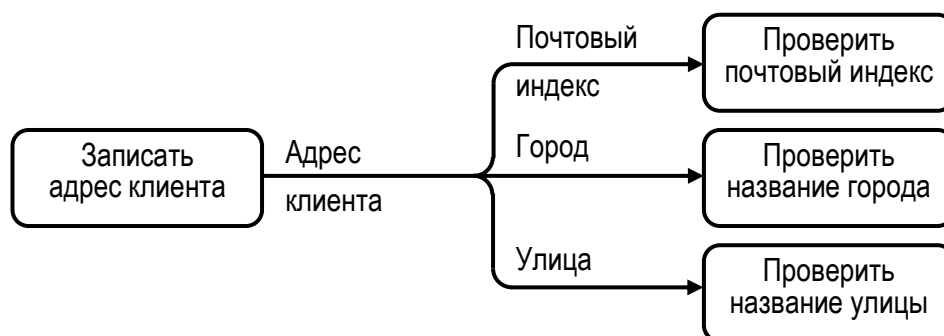 Записать
адрес клиента
Адрес
клиента
Почтовый
индекс
Проверить
почтовый индекс
Город
Проверить
название города
Улица
Проверить
название улицы